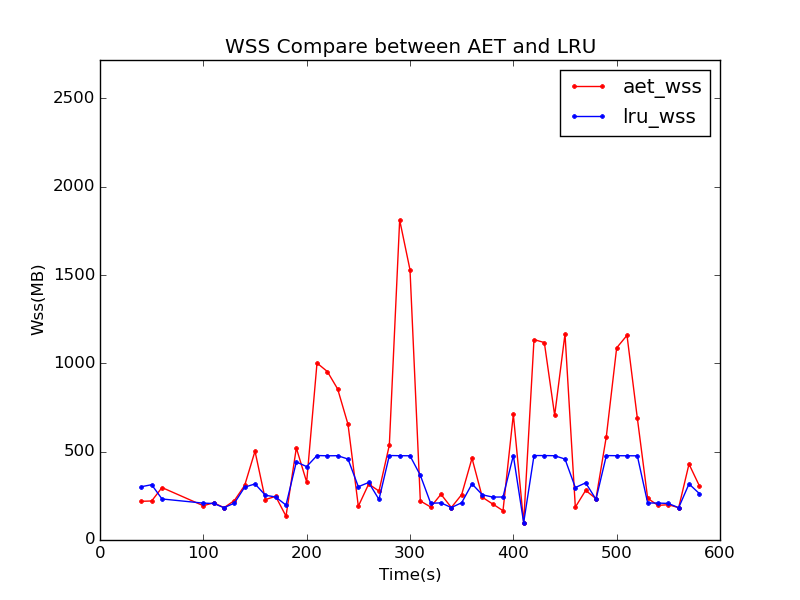 WSS Compare between AET and LRU
aet_wss
lru_wss
2500
2000
1500
1000
500
0
Wss(MB)
0 100 200 300 400 500 600
Time(s)